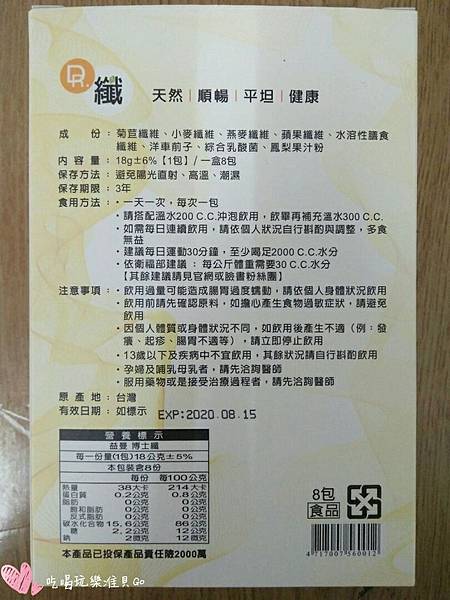 DR.纖
天然｜順暢｜平坦｜健康
成　份：菊苣纖維、小麥纖維、燕麥纖維、蘋果纖維、水溶性膳食
纖維、洋車前子、綜合乳酸菌、鳳梨果汁粉
內 容 量：18g±6%【1包】/一盒8包
保存方法：避免陽光直射、高溫、潮濕
保存期限：3年
食用方法：•一天一次，每次一包
•請搭配溫水200 C.C.沖泡飲用，飲畢再補充溫水300 C.C.
•如需每日連續飲用，請依個人狀況自行斟酌與調整，多食
無益
•建議每日運動30分鐘，至少喝足2000 C.C.水分
•依衛福部建議：每公斤體重需要30 C.C.水分
【其餘建議請見官網或臉書粉絲團】
注意事項：•飲用過量可能造成腸胃過度蠕動，請依個人身體狀況飲用
•飲用前請先確認原料，如擔心產生食物過敏症狀，請避免
飲用
•因個人體質或身體狀況不同，如飲用後產生不適（例：發
癢、起疹、腸胃不適等），請立即停止飲用
•13歲以下及疾病中不宜飲用，其餘狀況請自行斟酌飲用
•孕婦及哺乳母乳者，請先洽詢醫師
•服用藥物或是接受治療過程者，請先洽詢醫師
原 產 地：台灣
有效日期：如標示 EXP:2020.08.15
營養標示
益曼 博士纖
每一份量(1包)18公克±5%
本包裝含8份
每份 每100公克
熱量 38大卡 214大卡
蛋白質 0.2公克 0.8公克
脂肪 0公克 0公克
飽和脂肪 0公克 0公克
反式脂肪 0公克 0公克
碳水化合物 15.6公克 86公克
糖 2.2公克 12公克
鈉 2毫克 12毫克
本產品已投保產品責任險2000萬
8包
食品
4717007560012
吃喝玩樂準貝Go